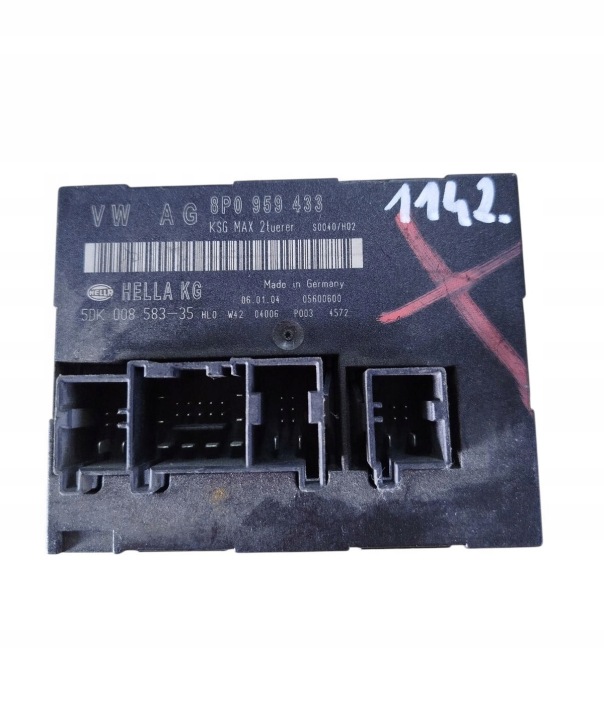 VW AG 8P0 959 433
1142.
KSG MAX 2tuerer S0040/H02
Made in Germany
HELLA HELLA KG
06.01.04 05600600
5DK 008 583-35 HL0 W42 04006 P003 4572